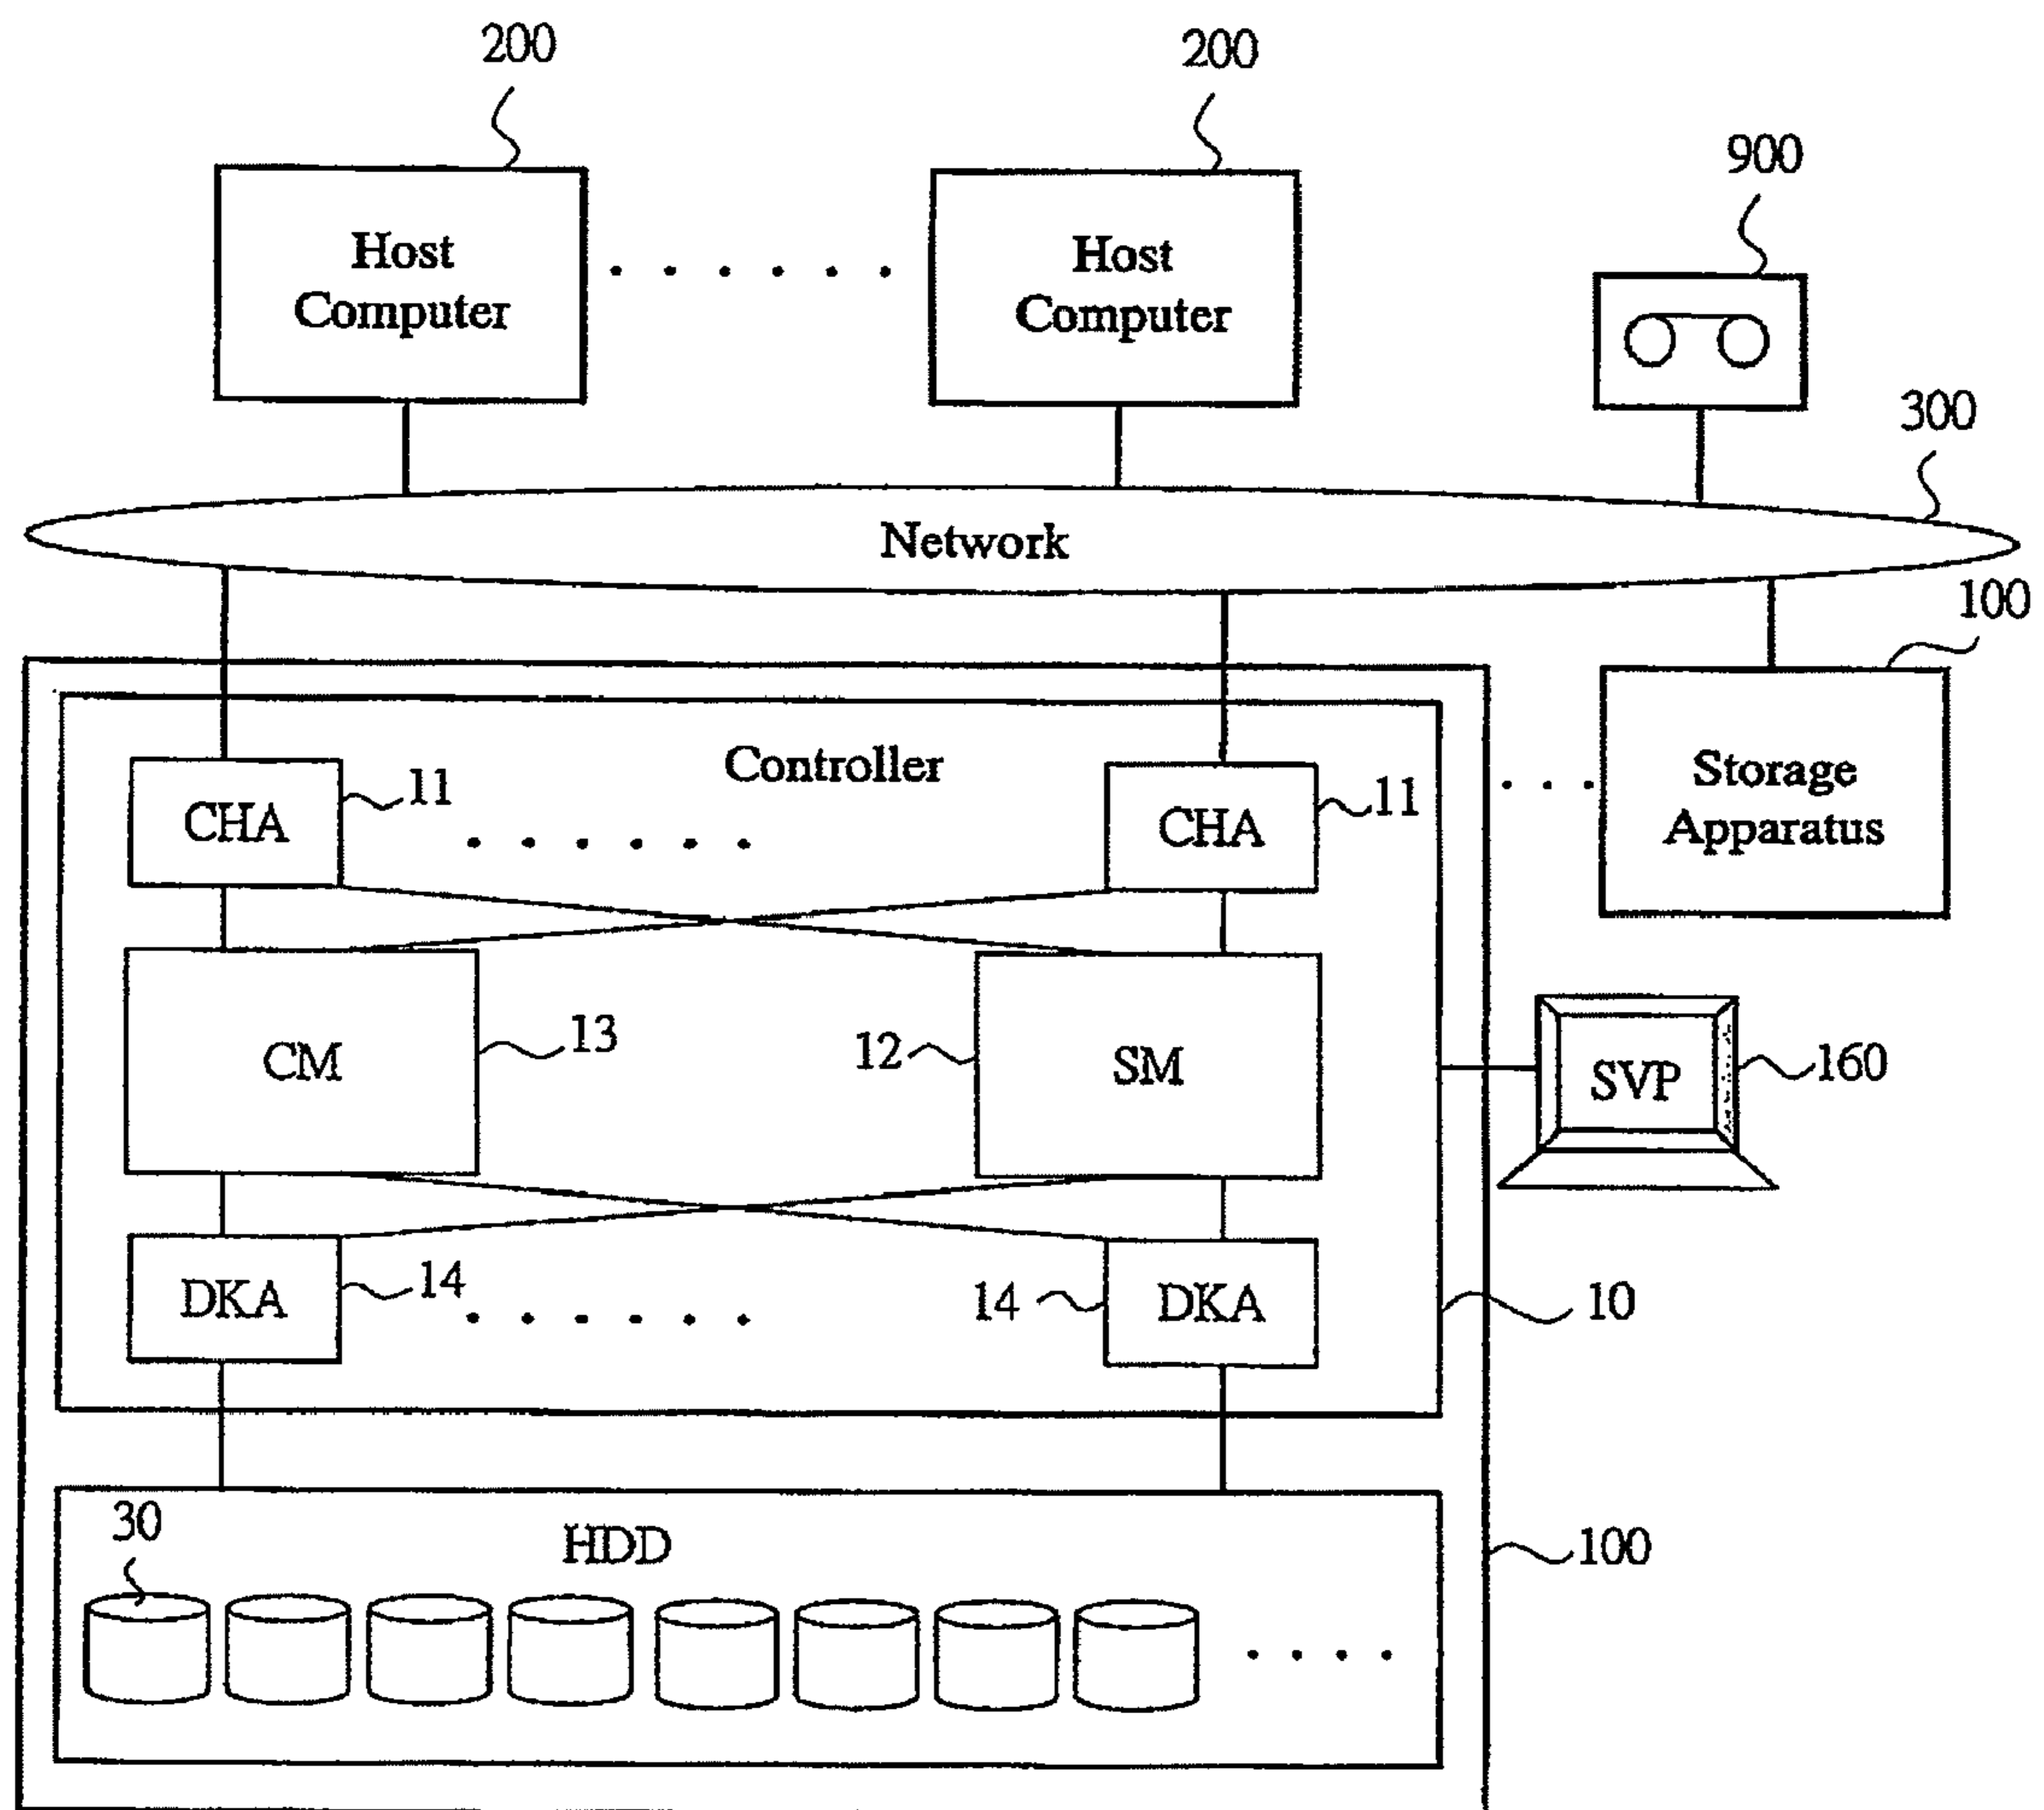 200
200
900
Host
Computer
Host
Computer
300
Network
100
Controller
11
11
CHA
CHA
Storage
Apparatus
13
12
CM
SM
SVP
160
14
14
DKA
DKA
10
30
HDD
100